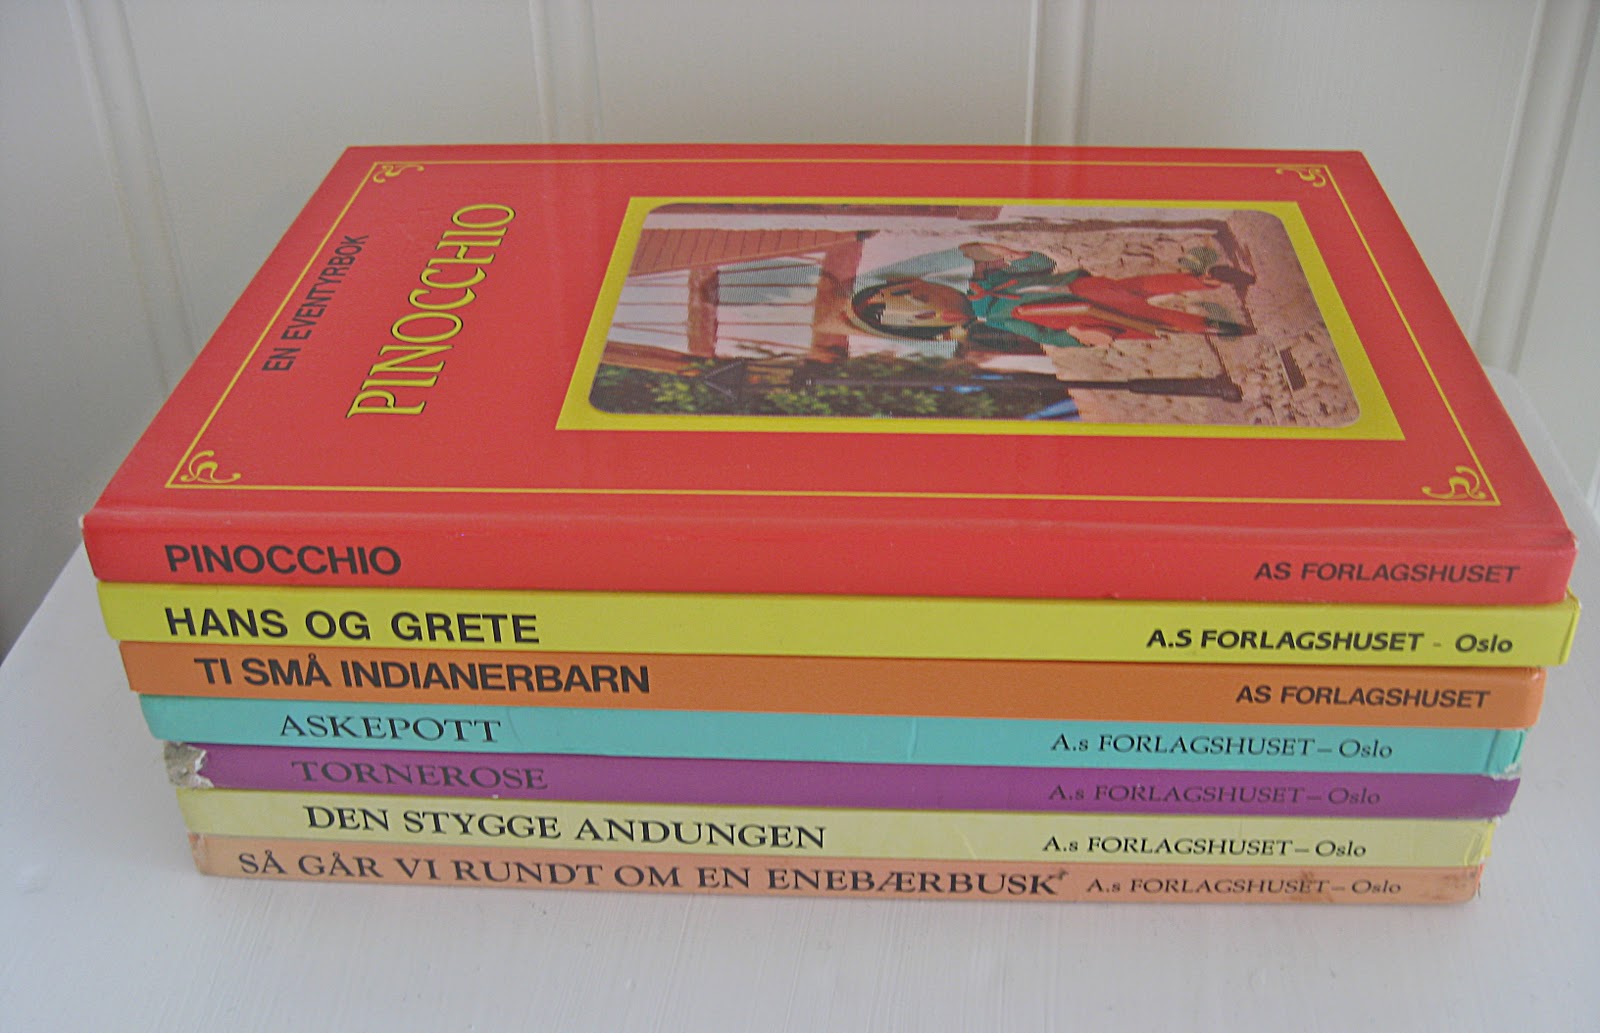 EN EVENTYRBOK
PINOCCHIO
PINOCCHIO AS FORLAGSHUSET
HANS OG GRETE A.S FORLAGSHUSET - Oslo
TI SMÅ INDIANERBARN AS FORLAGSHUSET
ASKEPOTT A.s FORLAGSHUSET – Oslo
TORNEROSE A.s FORLAGSHUSET – Oslo
DEN STYGGE ANDUNGEN A.s FORLAGSHUSET – Oslo
SÅ GÅR VI RUNDT OM EN ENEBÆRBUSK A.s FORLAGSHUSET – Oslo